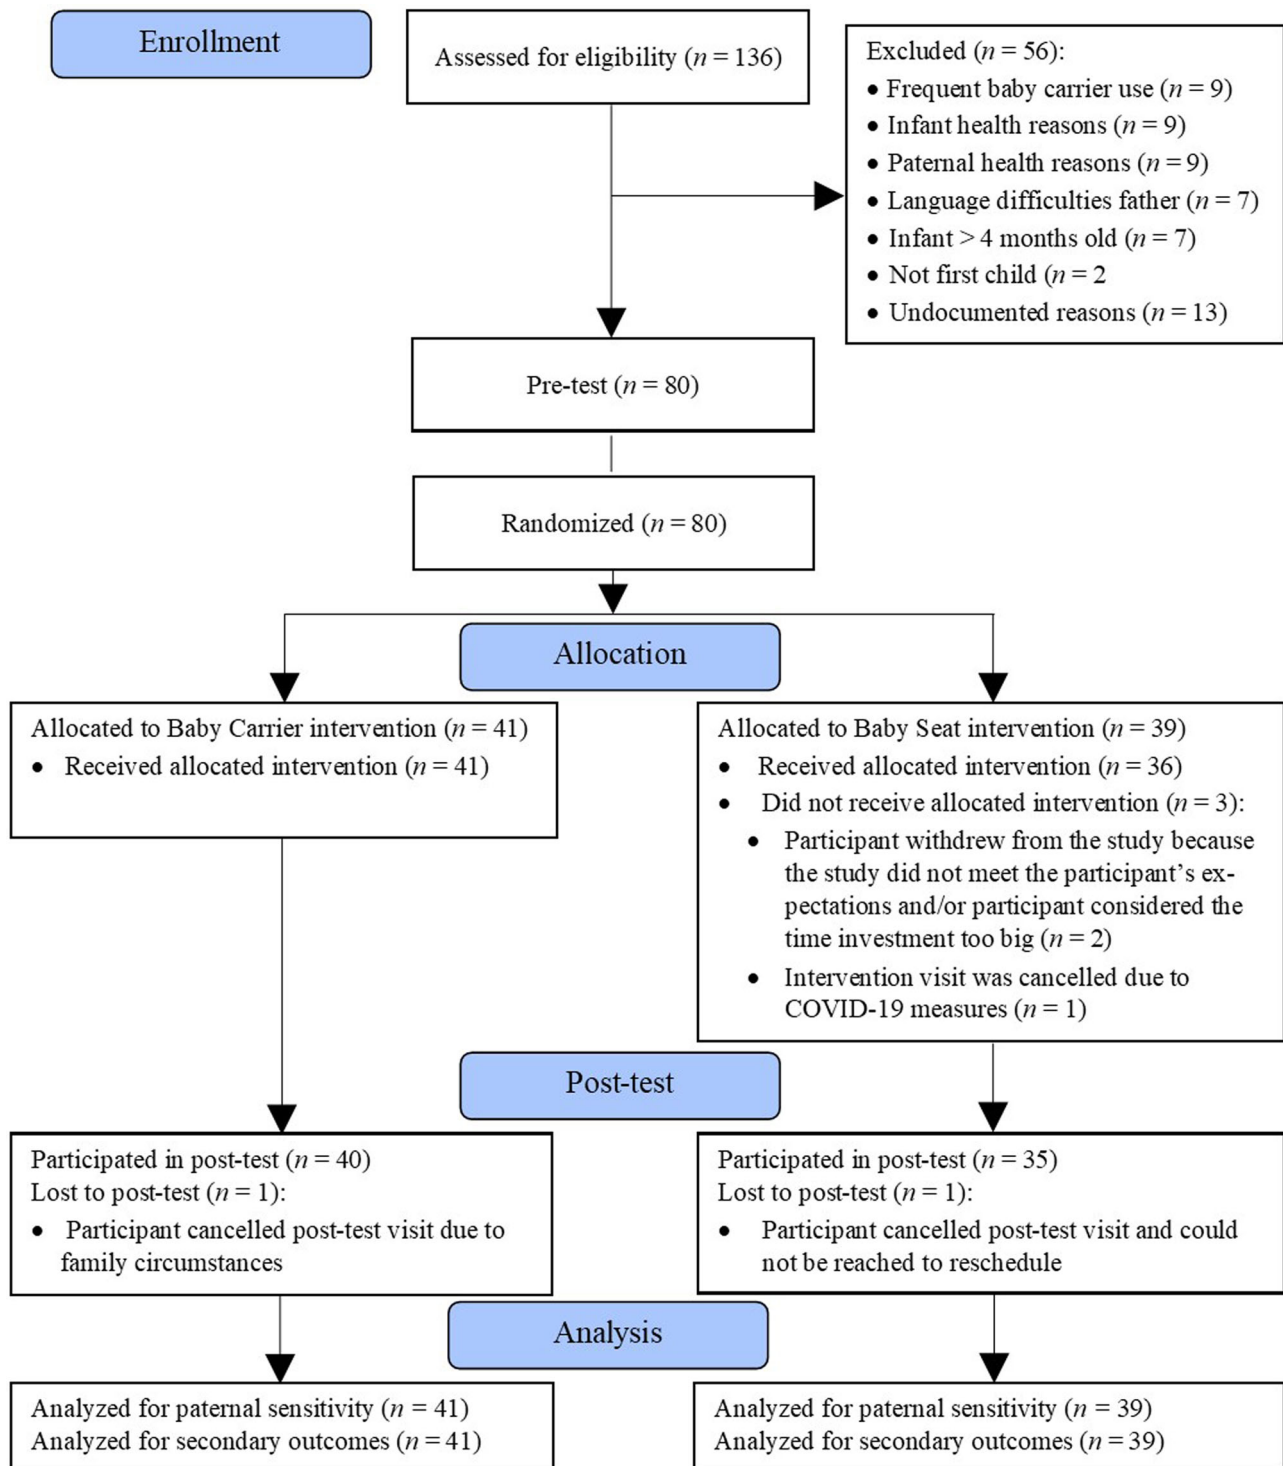 Enrollment
Assessed for eligibility (n = 136)
Excluded (n = 56):
• Frequent baby carrier use (n = 9)
• Infant health reasons (n = 9)
• Paternal health reasons (n = 9)
• Language difficulties father (n = 7)
• Infant > 4 months old (n = 7)
• Not first child (n = 2
• Undocumented reasons (n = 13)
Pre-test (n = 80)
Randomized (n = 80)
Allocation
Allocated to Baby Carrier intervention (n = 41)
• Received allocated intervention (n = 41)
Allocated to Baby Seat intervention (n = 39)
• Received allocated intervention (n = 36)
• Did not receive allocated intervention (n = 3):
• Participant withdrew from the study because
the study did not meet the participant’s ex-
pectations and/or participant considered the
time investment too big (n = 2)
• Intervention visit was cancelled due to
COVID-19 measures (n = 1)
Post-test
Participated in post-test (n = 40)
Lost to post-test (n = 1):
• Participant cancelled post-test visit due to
family circumstances
Participated in post-test (n = 35)
Lost to post-test (n = 1):
• Participant cancelled post-test visit and could
not be reached to reschedule
Analysis
Analyzed for paternal sensitivity (n = 41)
Analyzed for secondary outcomes (n = 41)
Analyzed for paternal sensitivity (n = 39)
Analyzed for secondary outcomes (n = 39)